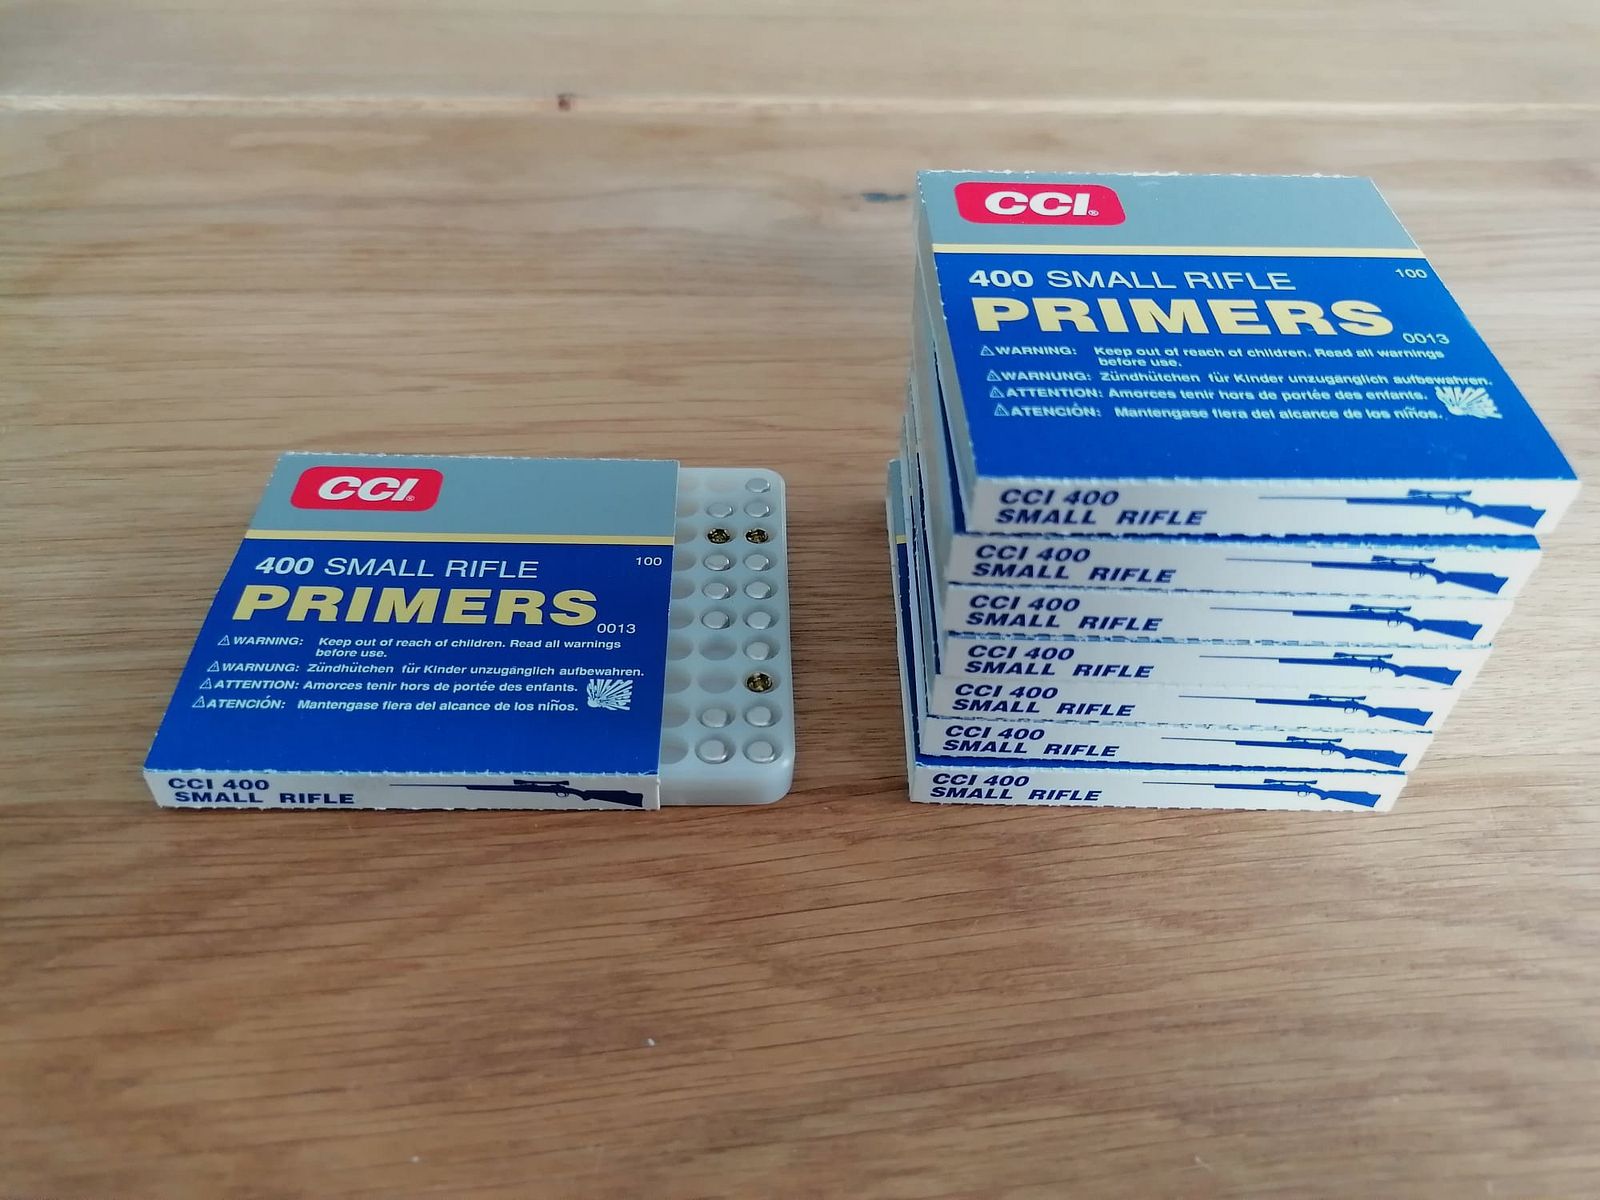 CCI®
400 SMALL RIFLE 100
PRIMERS
0013
WARNING: Keep out of reach of children. Read all warnings
before use.
WARNUNG: Zündhütchen für Kinder unzugänglich aufbewahren.
ATTENTION: Amorces tenir hors de portée des enfants.
ATENCIÓN: Mantengase fiera del alcance de los niños.
CCI 400
SMALL RIFLE
CCI®
400 SMALL RIFLE 100
PRIMERS
0013
WARNING: Keep out of reach of children. Read all warnings
before use.
WARNUNG: Zündhütchen für Kinder unzugänglich aufbewahren.
ATTENTION: Amorces tenir hors de portée des enfants.
ATENCIÓN: Mantengase fiera del alcance de los niños.
CCI 400
SMALL RIFLE
CCI 400
SMALL RIFLE
CCI 400
SMALL RIFLE
CCI 400
SMALL RIFLE
CCI 400
SMALL RIFLE
CCI 400
SMALL RIFLE
CCI 400
SMALL RIFLE